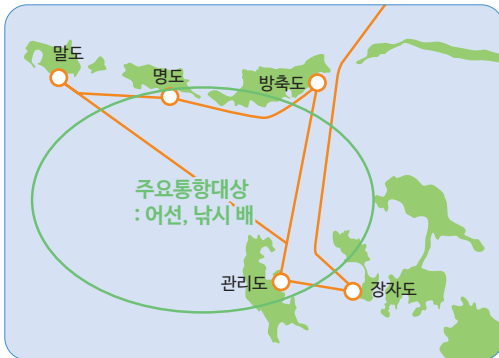 말도
명도
방축도
주요통항대상
: 어선, 낚시 배
관리도
장자도